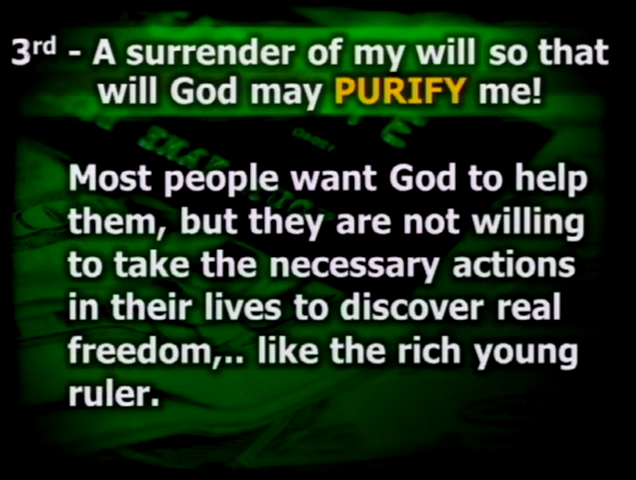 3rd - A surrender of my will so that
will God may PURIFY me!
Most people want God to help
them, but they are not willing
to take the necessary actions
in their lives to discover real
freedom,.. like the rich young
ruler.